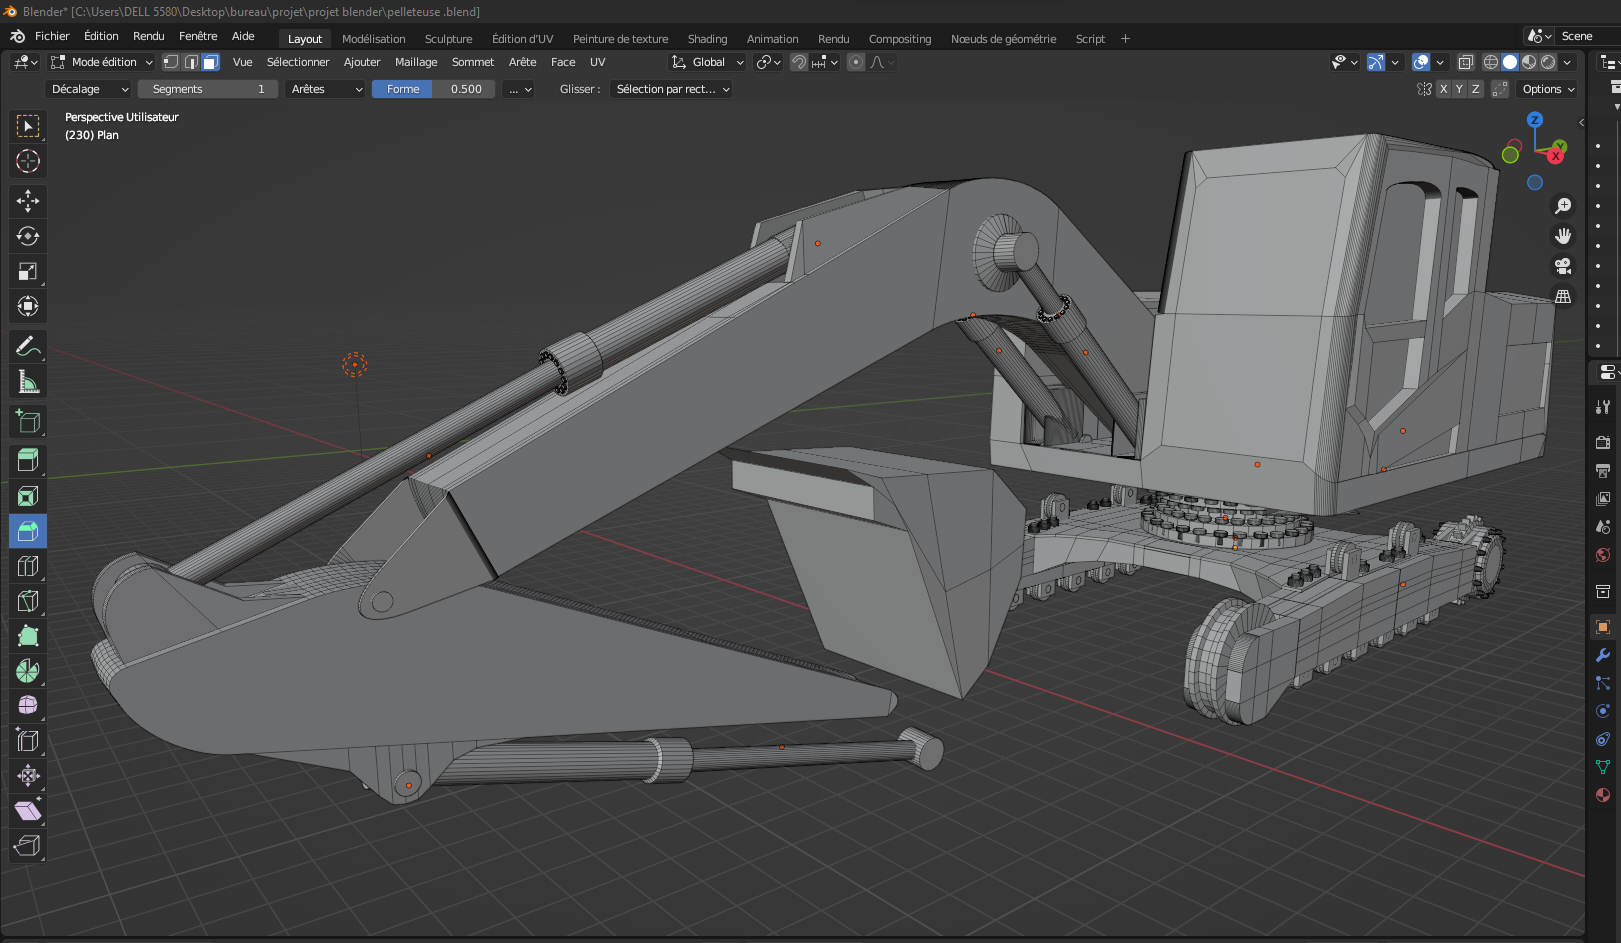 Blender* [C:\Users\DELL 5580\Desktop\bureau\projet\projet blender\pelleteuse .blend]
Fichier Édition Rendu Fenêtre Aide Layout Modélisation Sculpture Édition d'UV Peinture de texture Shading Animation Rendu Compositing Nœuds de géométrie Script + Scene
Mode édition Vue Sélectionner Ajouter Maillage Sommet Arête Face UV Global
Décalage Segments 1 Arêtes Forme 0.500 ... Glisser : Sélection par rect... X Y Z Options
Perspective Utilisateur
(230) Plan
Z
Y
X